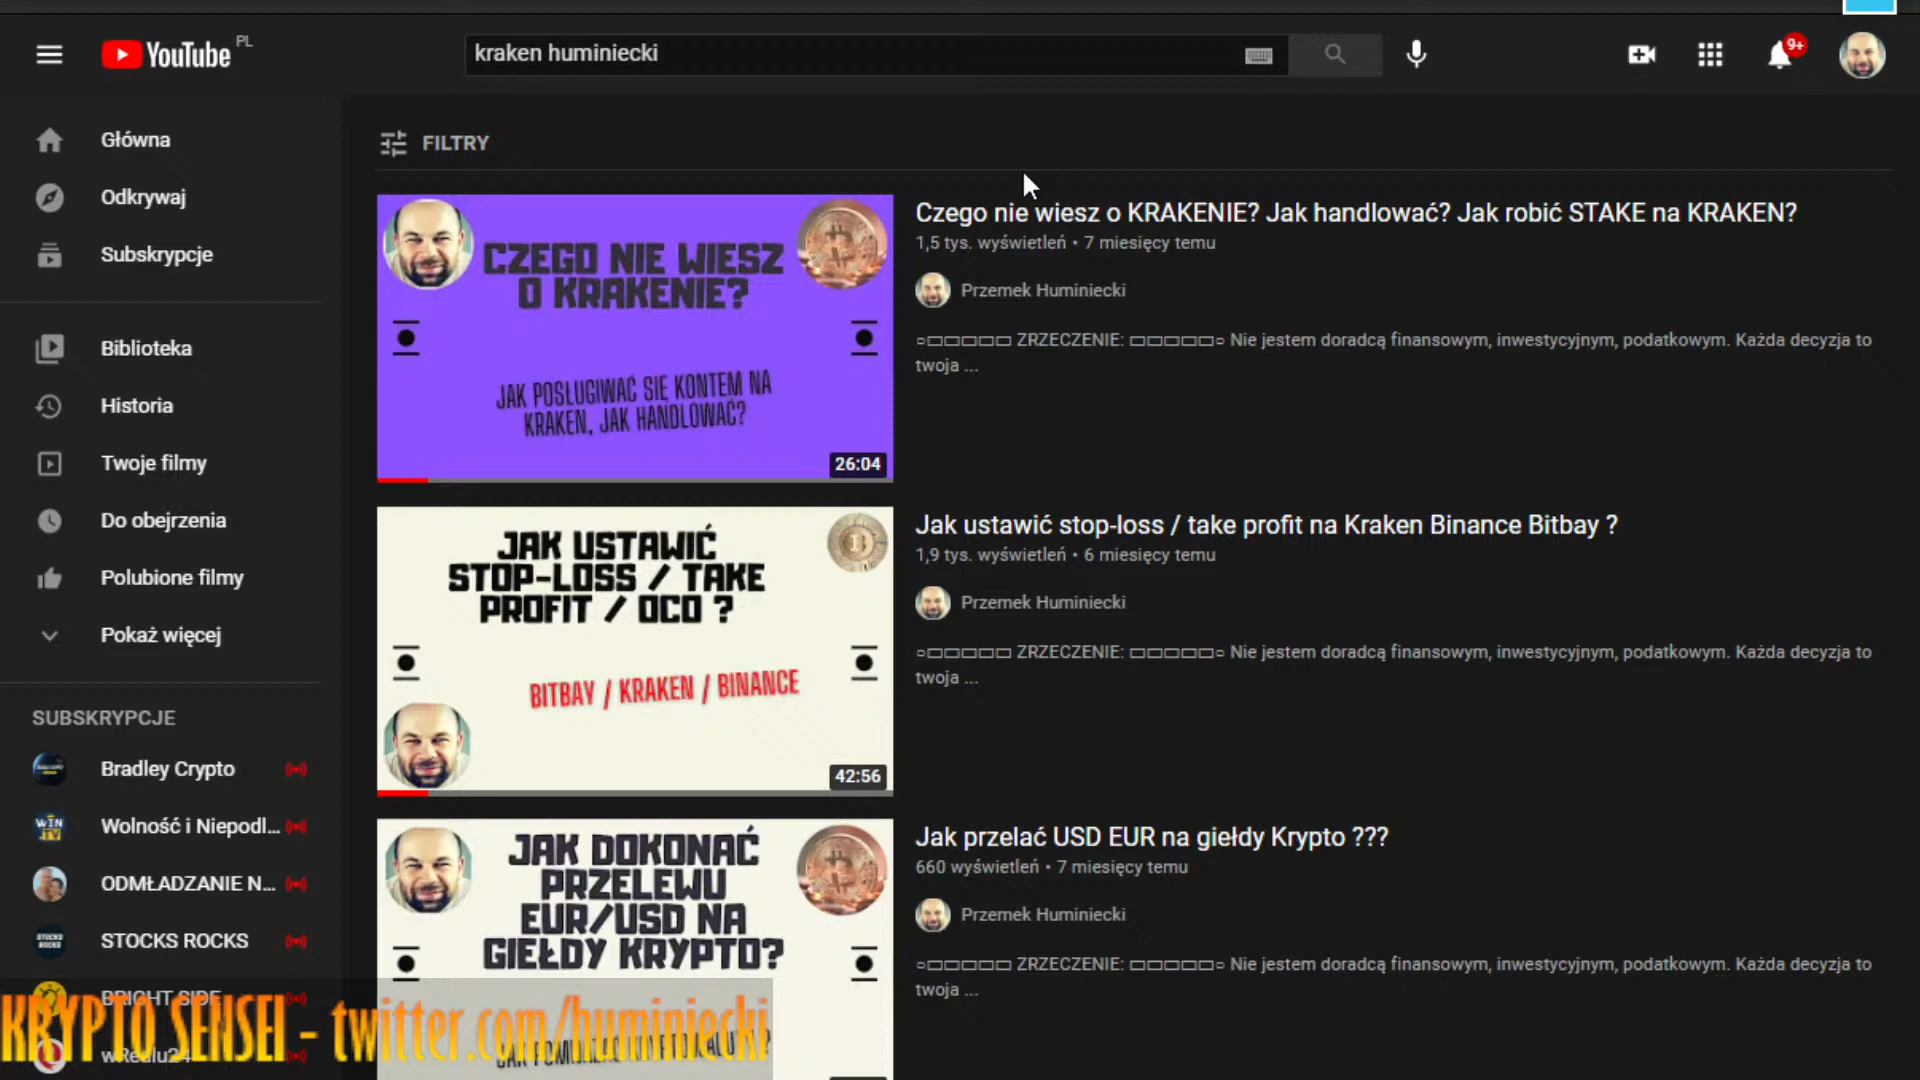 YouTube PL
kraken huminiecki
9+
Główna
Odkrywaj
Subskrypcje
Biblioteka
Historia
Twoje filmy
Do obejrzenia
Polubione filmy
Pokaż więcej
SUBSKRYPCJE
Bradley Crypto
Wolność i Niepodl...
ODMŁADZANIE N...
STOCKS ROCKS
BRIGHT SIDE
wRealu24
FILTRY
CZEGO NIE WIESZ
O KRAKENIE?
JAK POSŁUGIWAĆ SIĘ KONTEM NA
KRAKEN, JAK HANDLOWAĆ?
26:04
Czego nie wiesz o KRAKENIE? Jak handlować? Jak robić STAKE na KRAKEN?
1,5 tys. wyświetleń • 7 miesięcy temu
Przemek Huminiecki
○▭▭▭▭▭ ZRZECZENIE: ▭▭▭▭▭○ Nie jestem doradcą finansowym, inwestycyjnym, podatkowym. Każda decyzja to
twoja ...
JAK USTAWIĆ
STOP-LOSS / TAKE
PROFIT / OCO ?
BITBAY / KRAKEN / BINANCE
42:56
Jak ustawić stop-loss / take profit na Kraken Binance Bitbay ?
1,9 tys. wyświetleń • 6 miesięcy temu
Przemek Huminiecki
○▭▭▭▭▭ ZRZECZENIE: ▭▭▭▭▭○ Nie jestem doradcą finansowym, inwestycyjnym, podatkowym. Każda decyzja to
twoja ...
JAK DOKONAĆ
PRZELEWU
EUR/USD NA
GIEŁDY KRYPTO?
Jak przelać USD EUR na giełdy Krypto ???
660 wyświetleń • 7 miesięcy temu
Przemek Huminiecki
○▭▭▭▭▭ ZRZECZENIE: ▭▭▭▭▭○ Nie jestem doradcą finansowym, inwestycyjnym, podatkowym. Każda decyzja to
twoja ...
KRYPTO SENSEI - twitter.com/huminiecki